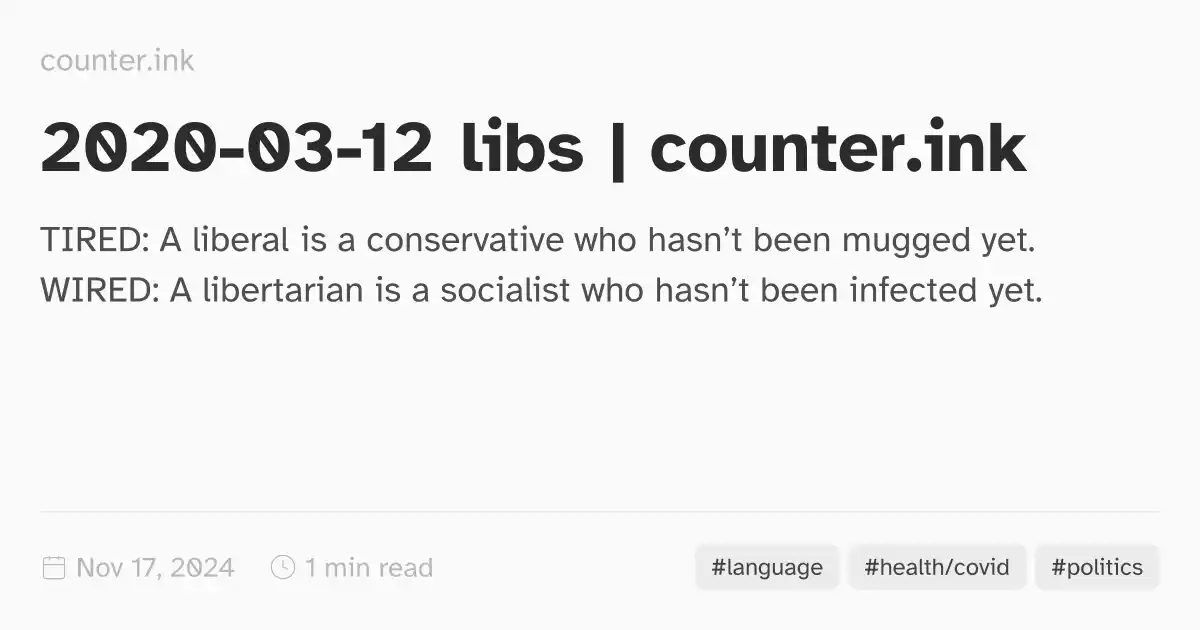 counter.ink
2020-03-12 libs | counter.ink
TIRED: A liberal is a conservative who hasn’t been mugged yet.
WIRED: A libertarian is a socialist who hasn’t been infected yet.
Nov 17, 2024 1 min read #language #health/covid #politics